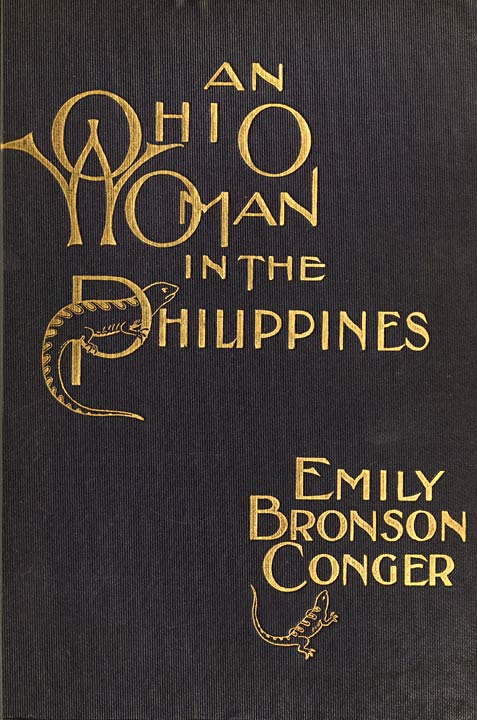 AN
OHIO
WOMAN
IN THE
PHILIPPINES
EMILY
BRONSON
CONGER